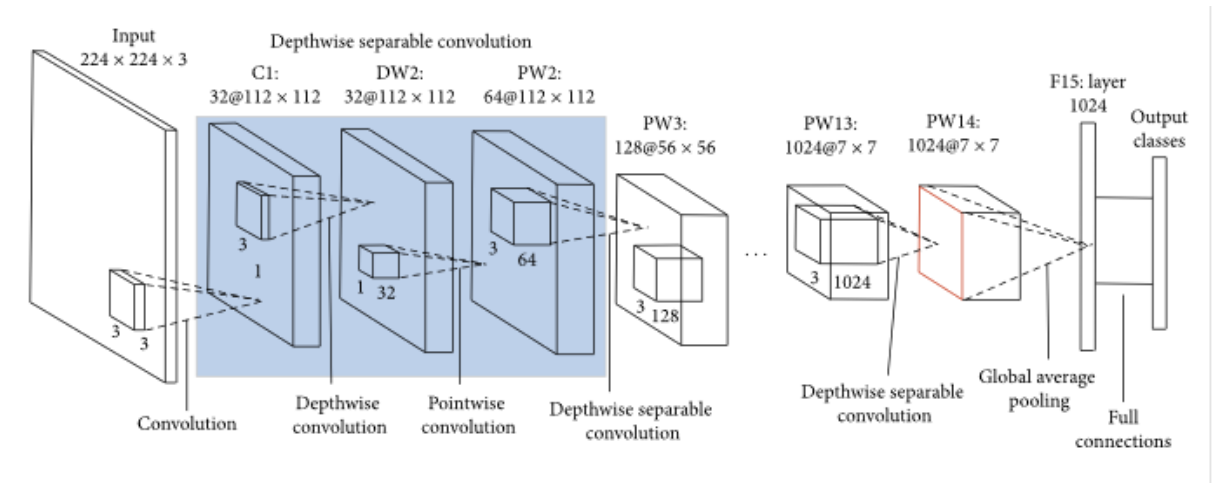 Input
224 × 224 × 3
Depthwise separable convolution
C1:
32@112 × 112
DW2:
32@112 × 112
PW2:
64@112 × 112
PW3:
128@56 × 56
PW13:
1024@7 × 7
PW14:
1024@7 × 7
F15: layer
1024
Output
classes
3
3
3
1
1
32
3
64
3
128
. . .
3
1024
Convolution
Depthwise
convolution
Pointwise
convolution
Depthwise separable
convolution
Depthwise separable
convolution
Global average
pooling
Full
connections